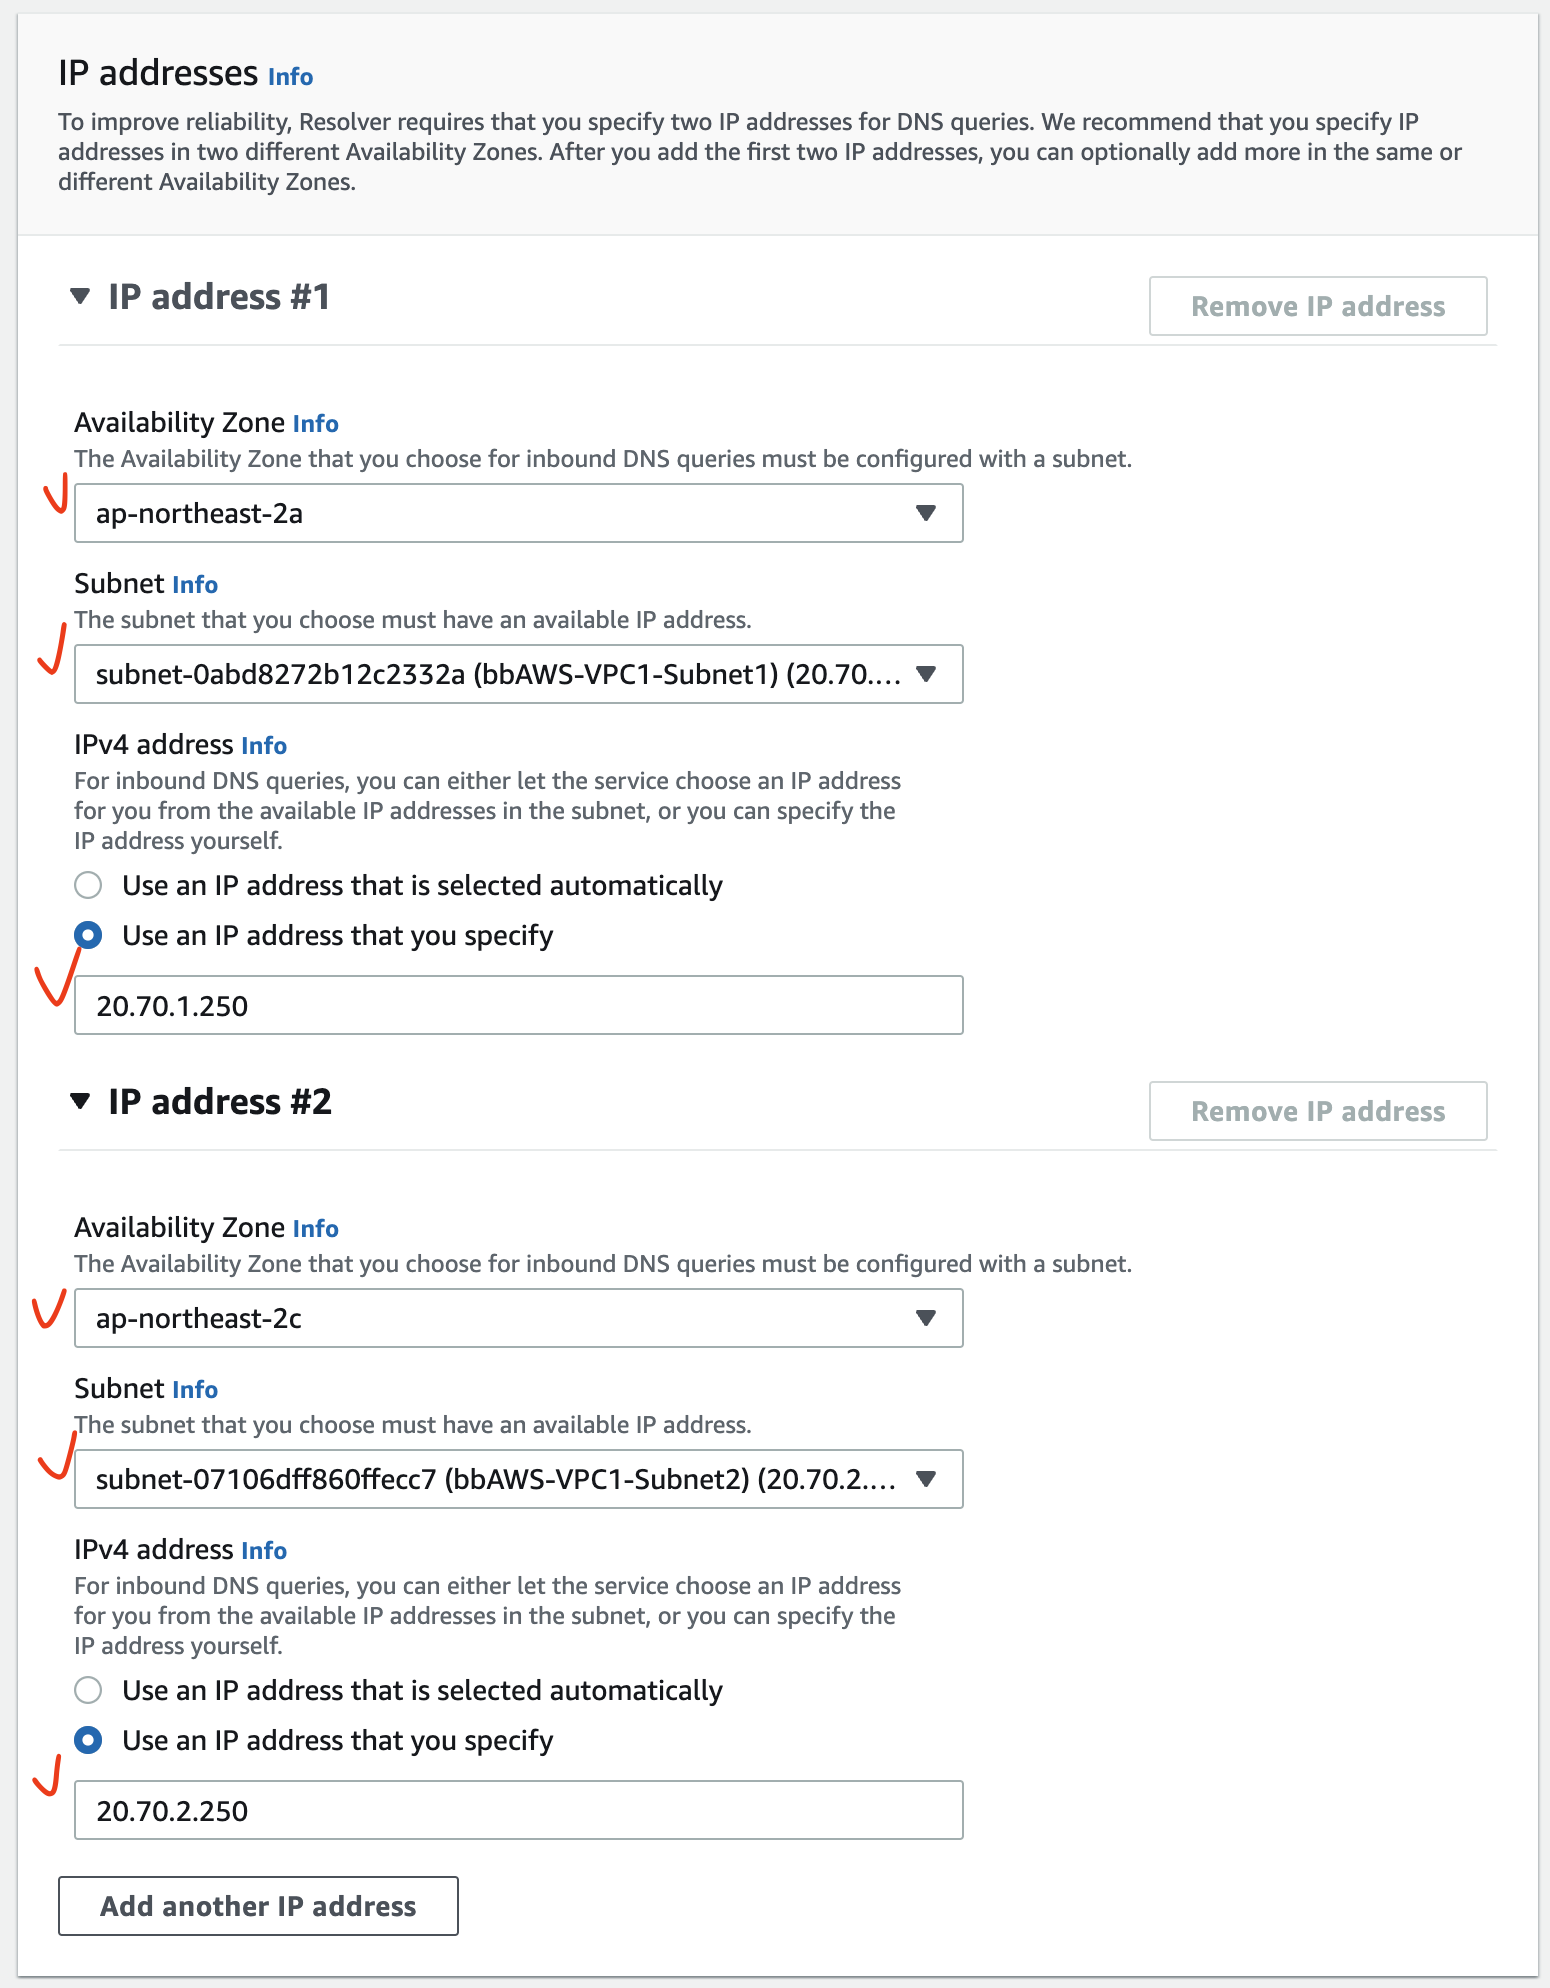 IP addresses Info
To improve reliability, Resolver requires that you specify two IP addresses for DNS queries. We recommend that you specify IP
addresses in two different Availability Zones. After you add the first two IP addresses, you can optionally add more in the same or
different Availability Zones.
IP address #1
Remove IP address
Availability Zone Info
The Availability Zone that you choose for inbound DNS queries must be configured with a subnet.
ap-northeast-2a
Subnet Info
The subnet that you choose must have an available IP address.
subnet-0abd8272b12c2332a (bbAWS-VPC1-Subnet1) (20.70....
IPv4 address Info
For inbound DNS queries, you can either let the service choose an IP address
for you from the available IP addresses in the subnet, or you can specify the
IP address yourself.
Use an IP address that is selected automatically
Use an IP address that you specify
20.70.1.250
IP address #2
Remove IP address
Availability Zone Info
The Availability Zone that you choose for inbound DNS queries must be configured with a subnet.
ap-northeast-2c
Subnet Info
The subnet that you choose must have an available IP address.
subnet-07106dff860ffecc7 (bbAWS-VPC1-Subnet2) (20.70.2....
IPv4 address Info
For inbound DNS queries, you can either let the service choose an IP address
for you from the available IP addresses in the subnet, or you can specify the
IP address yourself.
Use an IP address that is selected automatically
Use an IP address that you specify
20.70.2.250
Add another IP address